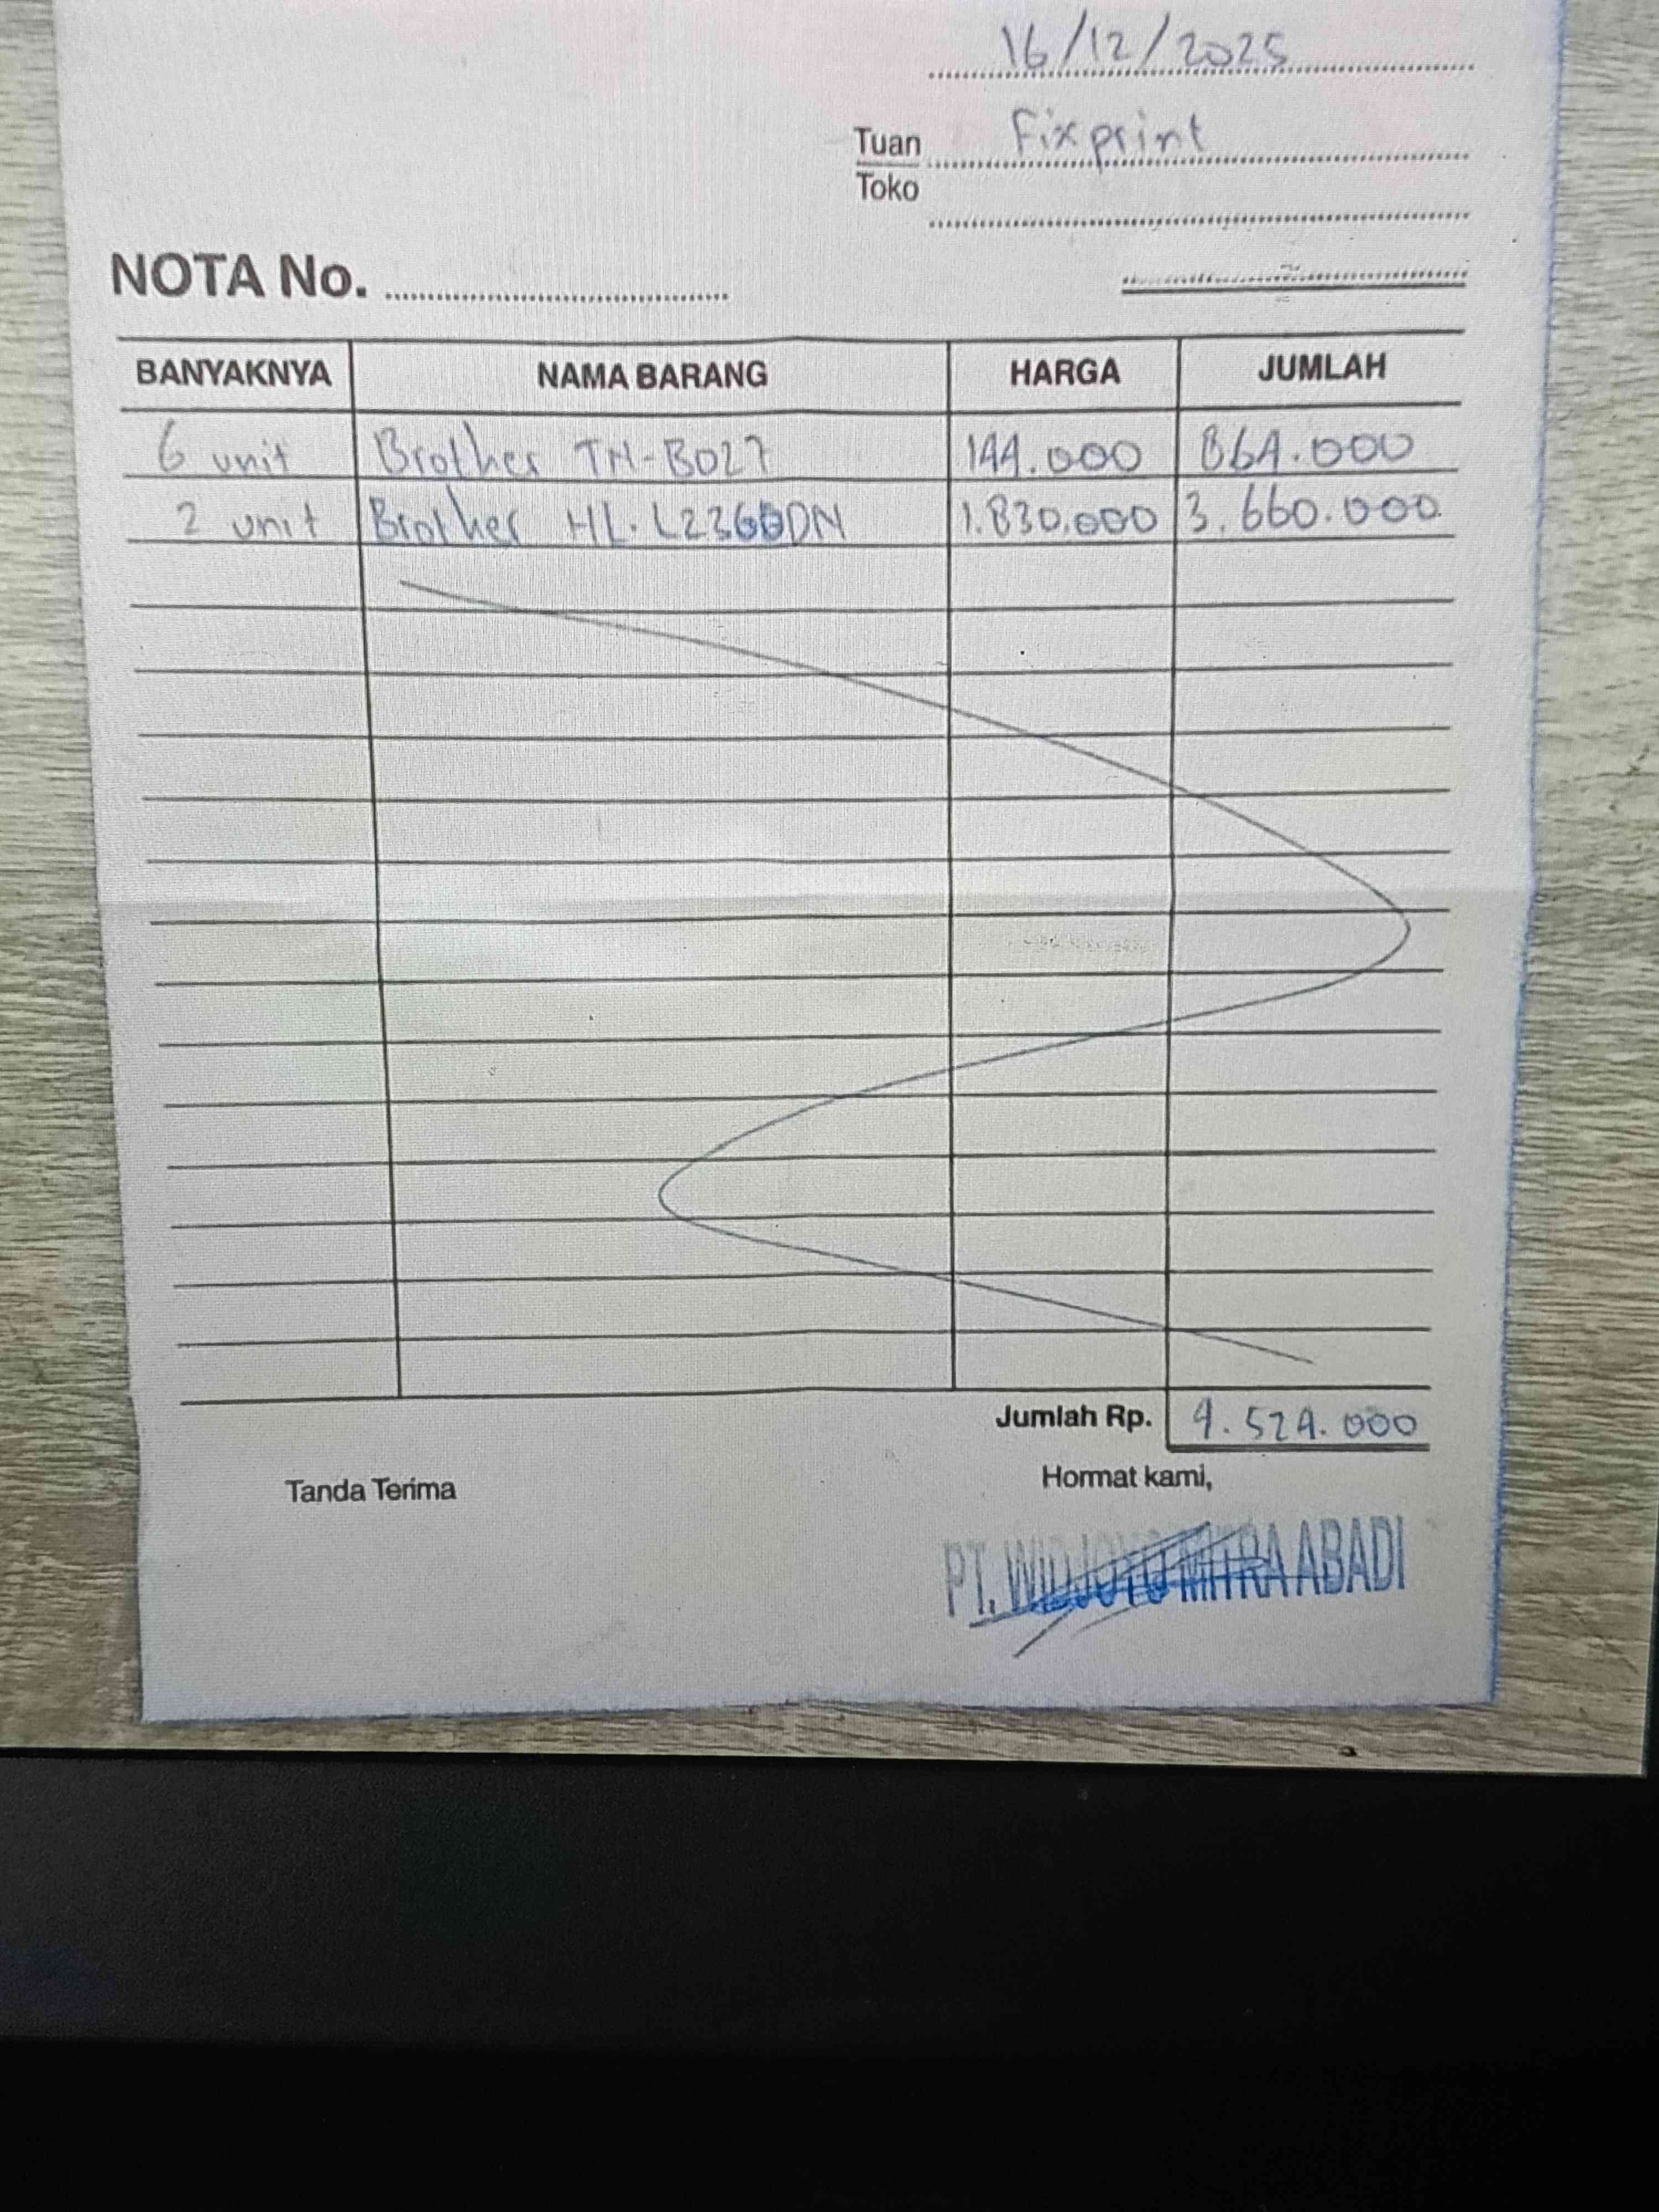 16/12/2025
Tuan Fixprint
Toko
NOTA No.
BANYAKNYA NAMA BARANG HARGA JUMLAH
6 unit Brother TN-B027 144.000 864.000
2 unit Brother HL-L2360DN 1.830.000 3.660.000
Jumlah Rp. 4.524.000
Tanda Terima Hormat kami,
PT. WIDJOYO MITRA ABADI